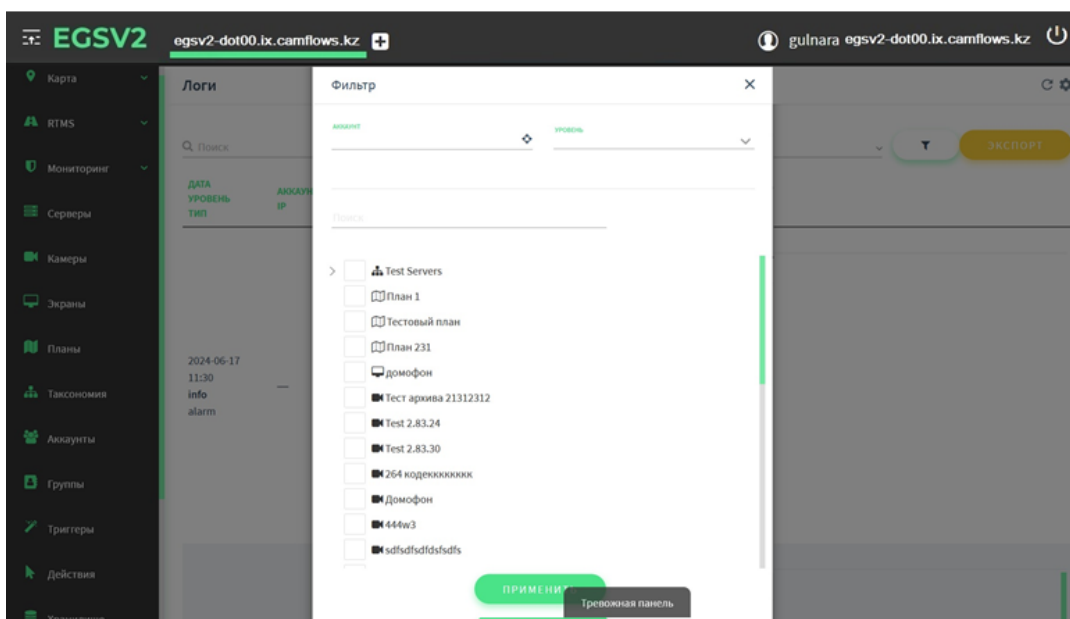 EGSV2
egsv2-dot00.ix.camflows.kz
gulnara egsv2-dot00.ix.camflows.kz
Карта
RTMS
Мониторинг
Серверы
Камеры
Экраны
Планы
Таксономия
Аккаунты
Группы
Триггеры
Действия
Логи
Поиск
ДАТА
УРОВЕНЬ
ТИП
IP
2024-06-17
11:30
info
alarm
Фильтр
АККАУНТ
УРОВЕНЬ
Поиск
Test Servers
План 1
Тестовый план
План 231
домофон
Тест архива 21312312
Test 2.83.24
Test 2.83.30
264 кодекккккккк
Домофон
444w3
sdfsdfsdfdsfsdfs
Тревожная панель
ЭКСПОРТ